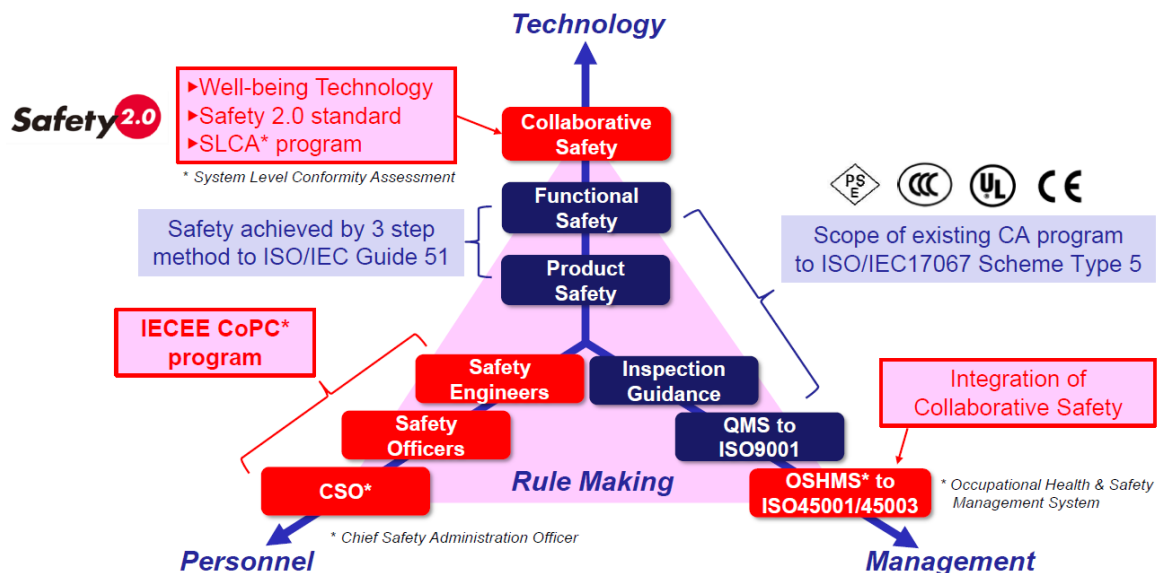 Technology
▸Well-being Technology
▸Safety 2.0 standard
▸SLCA* program
Safety 2.0
* System Level Conformity Assessment
Collaborative
Safety
Functional
Safety
Safety achieved by 3 step
method to ISO/IEC Guide 51
Product
Safety
PS
E
CCC
UL
CE
Scope of existing CA program
to ISO/IEC17067 Scheme Type 5
IECEE CoPC*
program
Safety
Engineers
Inspection
Guidance
Integration of
Collaborative Safety
Safety
Officers
QMS to
ISO9001
CSO*
Rule Making
OSHMS* to
ISO45001/45003
* Occupational Health & Safety
Management System
* Chief Safety Administration Officer
Personnel
Management